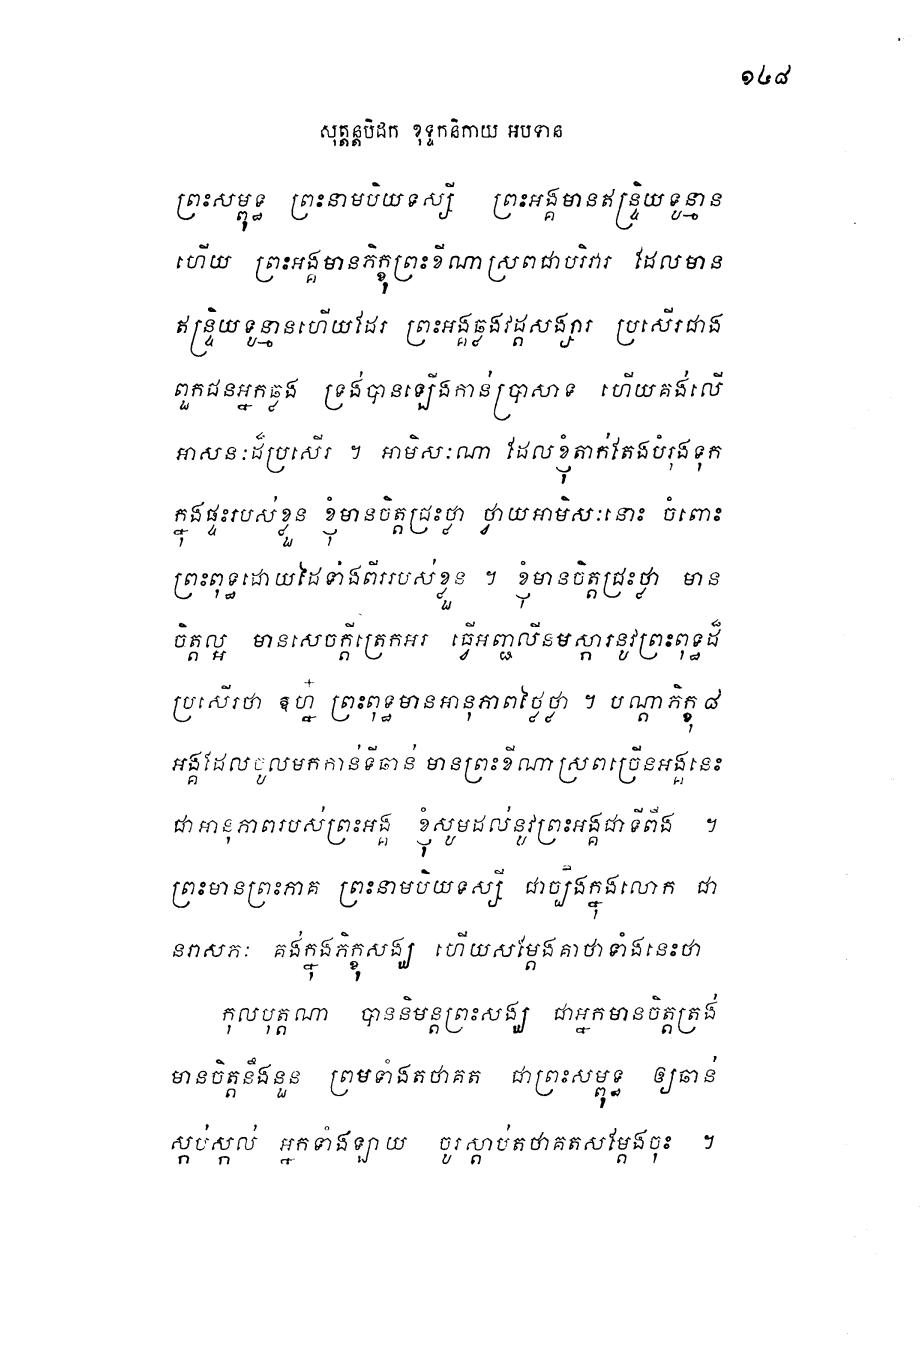 ១៤៨
សុត្តន្តបិដក ខុទ្ទកនិកាយ អបទាន
ព្រះសម្ពុទ្ធ ព្រះនាមបិយទស្សី ព្រះអង្គមានឥន្ទ្រិយទូន្មាន
ហើយ ព្រះអង្គមានភិក្ខុព្រះខីណាស្រពជាបរិវារ ដែលមាន
ឥន្ទ្រិយទូន្មានហើយដែរ ព្រះអង្គឆ្លងវដ្តសង្សារ ប្រសើរជាង
ពួកជនអ្នកឆ្លង ទ្រង់បានឡើងកាន់ប្រាសាទ ហើយគង់លើ
អាសនៈដ៏ប្រសើរ ។ អាមិសៈណា ដែលខ្ញុំតាក់តែងបំរុងទុក
ក្នុងផ្ទះរបស់ខ្លួន ខ្ញុំមានចិត្តជ្រះថ្លា ថ្វាយអាមិសៈនោះ ចំពោះ
ព្រះពុទ្ធដោយដៃទាំងពីររបស់ខ្លួន ។ ខ្ញុំមានចិត្តជ្រះថ្លា មាន
ចិត្តល្អ មានសេចក្តីត្រេកអរ ធ្វើអញ្ជលីនមស្ការនូវព្រះពុទ្ធដ៏
ប្រសើរថា ឱហ្ន៎ ព្រះពុទ្ធមានអានុភាពថ្លៃថ្លា ។ បណ្តាភិក្ខុ ៨
អង្គដែលចូលមកកាន់ទីឆាន់ មានព្រះខីណាស្រពច្រើនអង្គនេះ
ជាអានុភាពរបស់ព្រះអង្គ ខ្ញុំសូមដល់នូវព្រះអង្គជាទីពឹង ។
ព្រះមានព្រះភាគ ព្រះនាមបិយទស្សី ជាច្បឹងក្នុងលោក ជា
នរាសភៈ គង់ក្នុងភិក្ខុសង្ឃ ហើយសម្តែងគាថាទាំងនេះថា
កុលបុត្តណា បាននិមន្តព្រះសង្ឃ ជាអ្នកមានចិត្តត្រង់
មានចិត្តនឹងនួន ព្រមទាំងតថាគត ជាព្រះសម្ពុទ្ធ ឲ្យឆាន់
ស្តប់ស្កល់ អ្នកទាំងឡាយ ចូរស្តាប់តថាគតសម្តែងចុះ ។